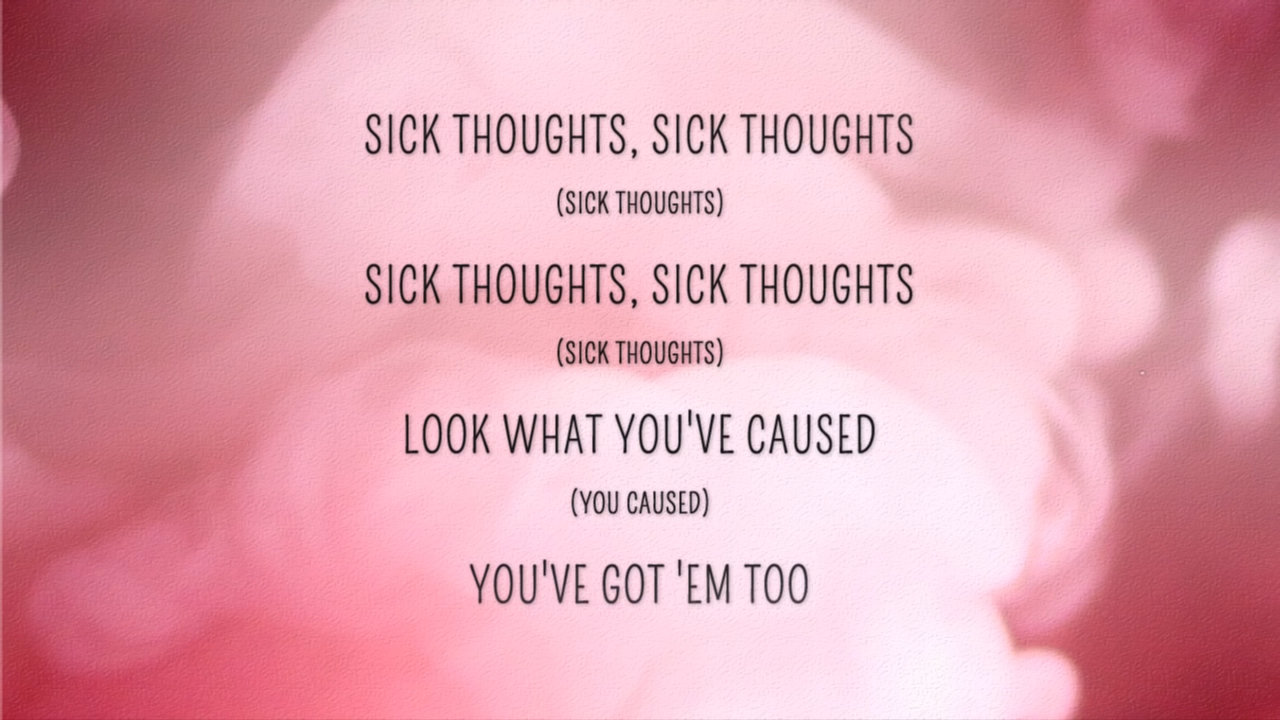 SICK THOUGHTS, SICK THOUGHTS
(SICK THOUGHTS)
SICK THOUGHTS, SICK THOUGHTS
(SICK THOUGHTS)
LOOK WHAT YOU'VE CAUSED
(YOU CAUSED)
YOU'VE GOT 'EM TOO